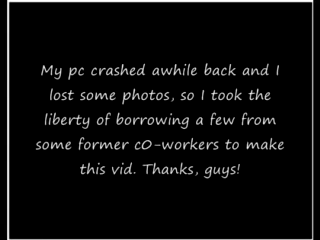 My pc crashed awhile back and I
lost some photos, so I took the
liberty of borrowing a few from
some former cO-workers to make
this vid. Thanks, guys!